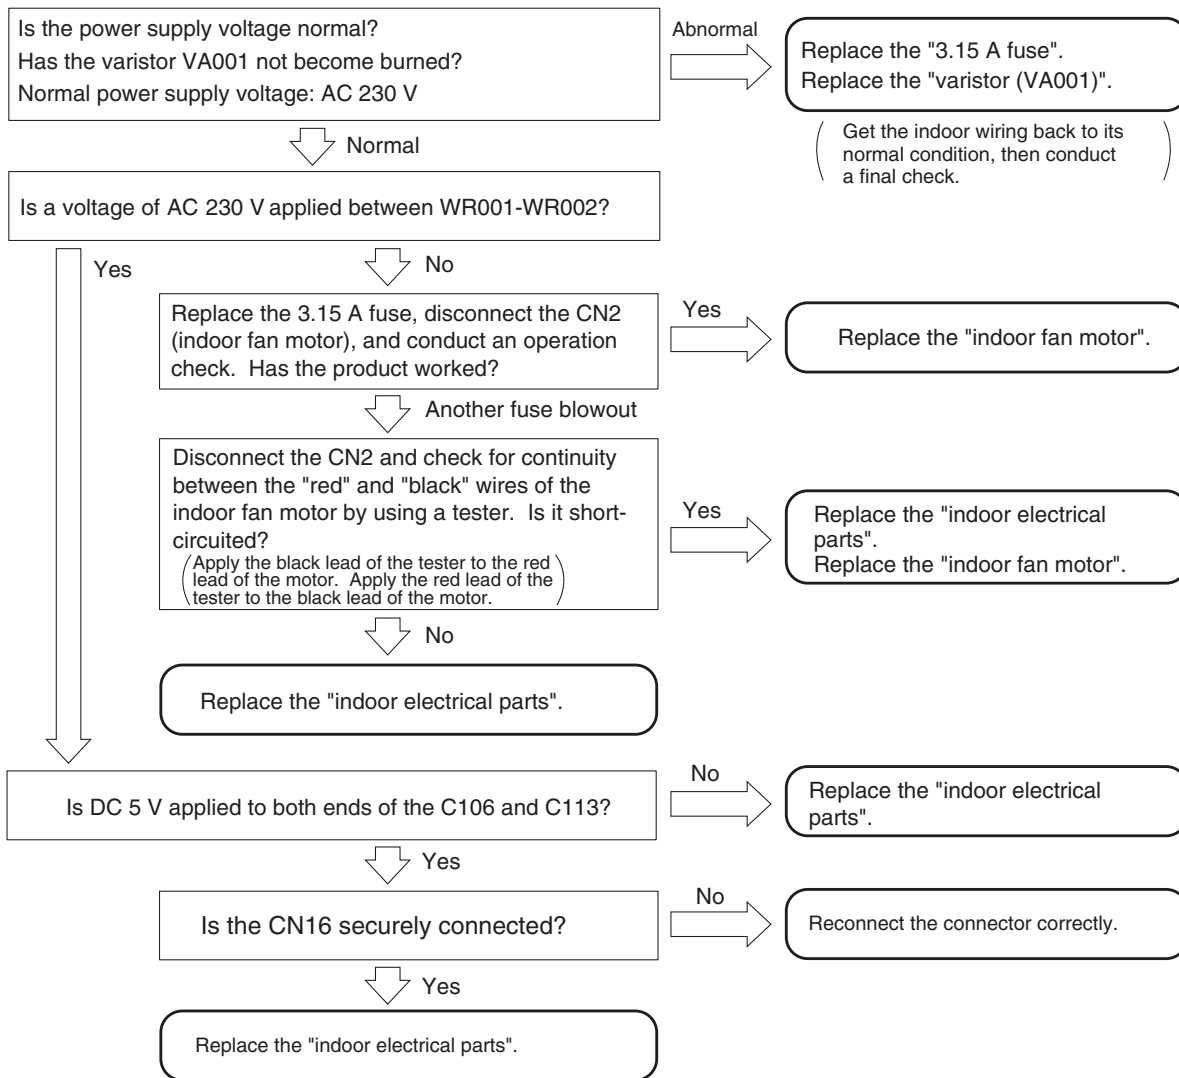 Is the power supply voltage normal?
Has the varistor VA001 not become burned?
Normal power supply voltage: AC 230 V
Abnormal
Replace the "3.15 A fuse".
Replace the "varistor (VA001)".
Get the indoor wiring back to its
normal condition, then conduct
a final check.
Normal
Is a voltage of AC 230 V applied between WR001-WR002?
Yes
No
Replace the 3.15 A fuse, disconnect the CN2
(indoor fan motor), and conduct an operation
check. Has the product worked?
Yes
Replace the "indoor fan motor".
Another fuse blowout
Disconnect the CN2 and check for continuity
between the "red" and "black" wires of the
indoor fan motor by using a tester. Is it short-
circuited?
(Apply the black lead of the tester to the red
lead of the motor. Apply the red lead of the
tester to the black lead of the motor.)
Yes
Replace the "indoor electrical
parts".
Replace the "indoor fan motor".
No
Replace the "indoor electrical parts".
Is DC 5 V applied to both ends of the C106 and C113?
No
Replace the "indoor electrical
parts".
Yes
Is the CN16 securely connected?
No
Reconnect the connector correctly.
Yes
Replace the "indoor electrical parts".